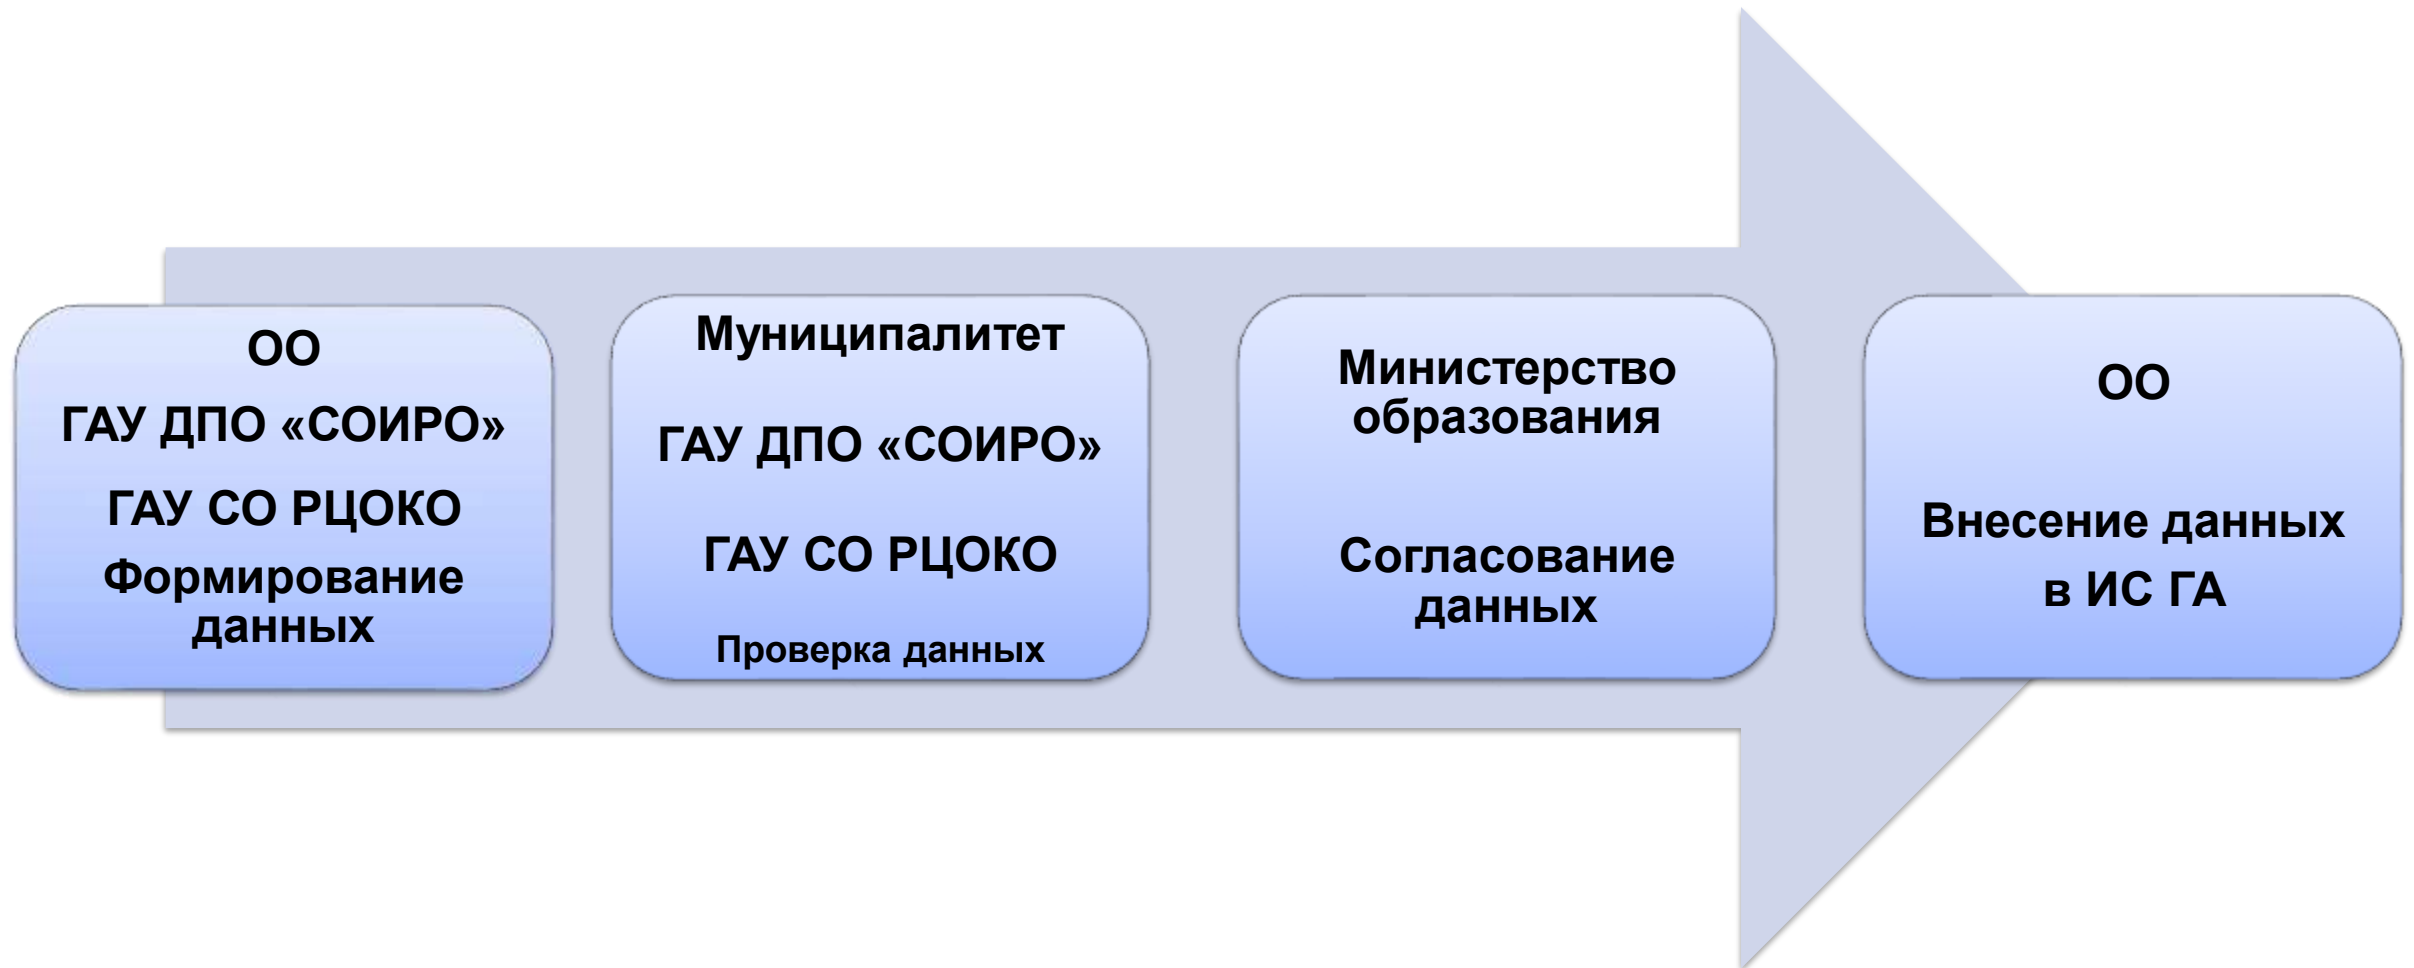 ОО
ГАУ ДПО «СОИРО»
ГАУ СО РЦОКО
Формирование
данных
Муниципалитет
ГАУ ДПО «СОИРО»
ГАУ СО РЦОКО
Проверка данных
Министерство
образования
Согласование
данных
ОО
Внесение данных
в ИС ГА